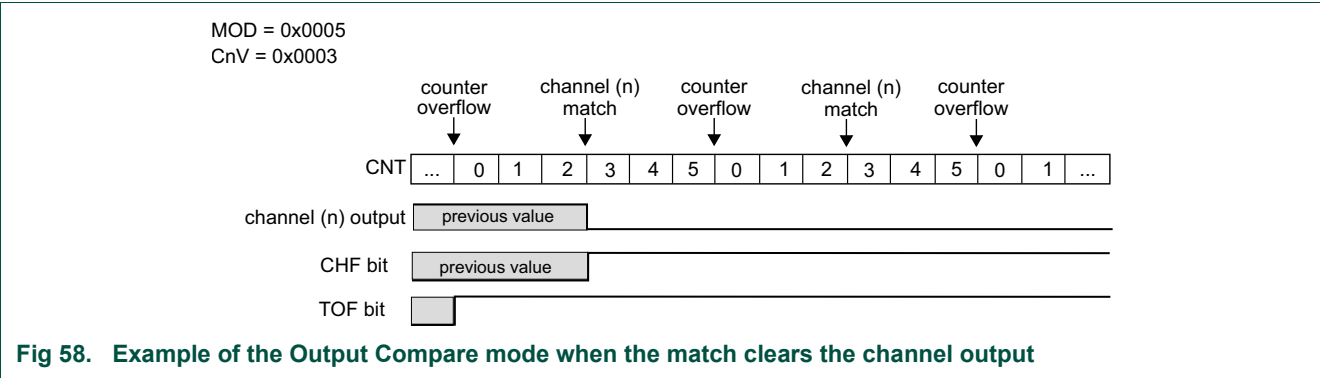 MOD = 0x0005
CnV = 0x0003
counter overflow
channel (n) match
counter overflow
channel (n) match
counter overflow
CNT ... 0 1 2 3 4 5 0 1 2 3 4 5 0 1 ...
channel (n) output previous value
CHF bit previous value
TOF bit
Fig 58. Example of the Output Compare mode when the match clears the channel output